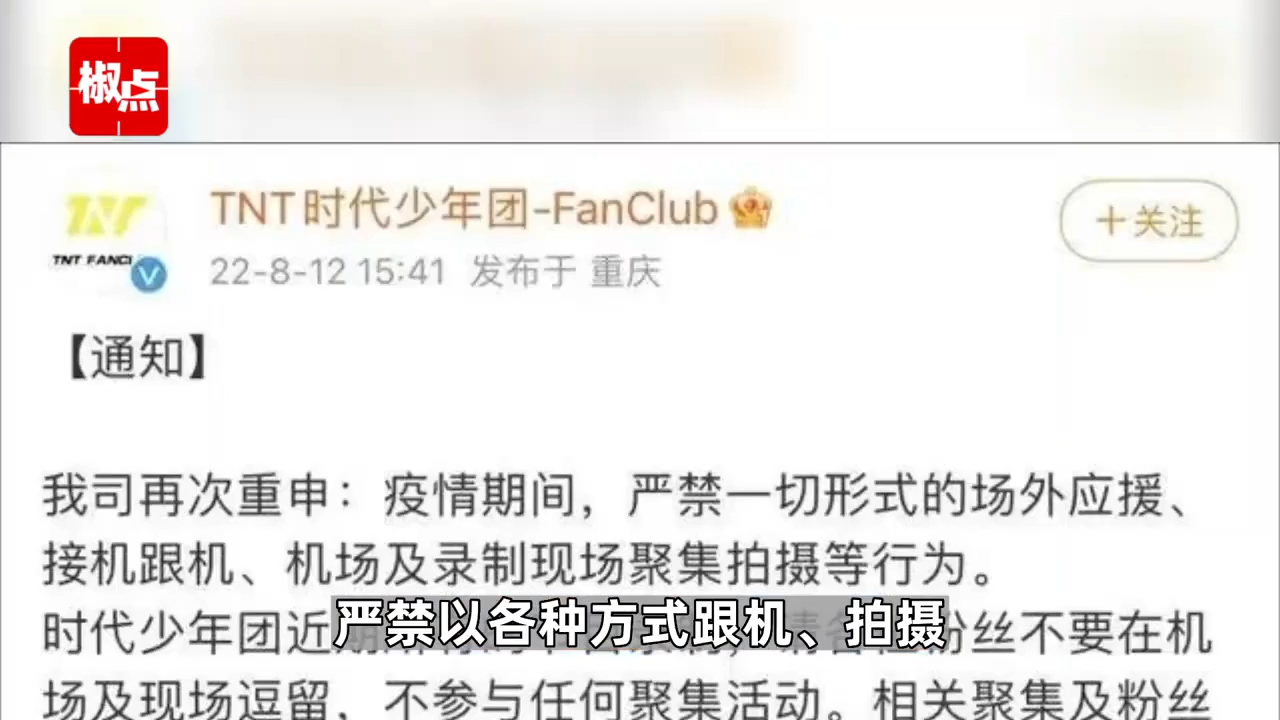 椒点
TNT时代少年团-FanClub
+关注
TNT FANCL
22-8-12 15:41 发布于 重庆
【通知】
我司再次重申：疫情期间，严禁一切形式的场外应援、
接机跟机、机场及录制现场聚集拍摄等行为。
时代少年团近期 粉丝不要在机
严禁以各种方式跟机、拍摄
场及现场逗留，不参与任何聚集活动。相关聚集及粉丝